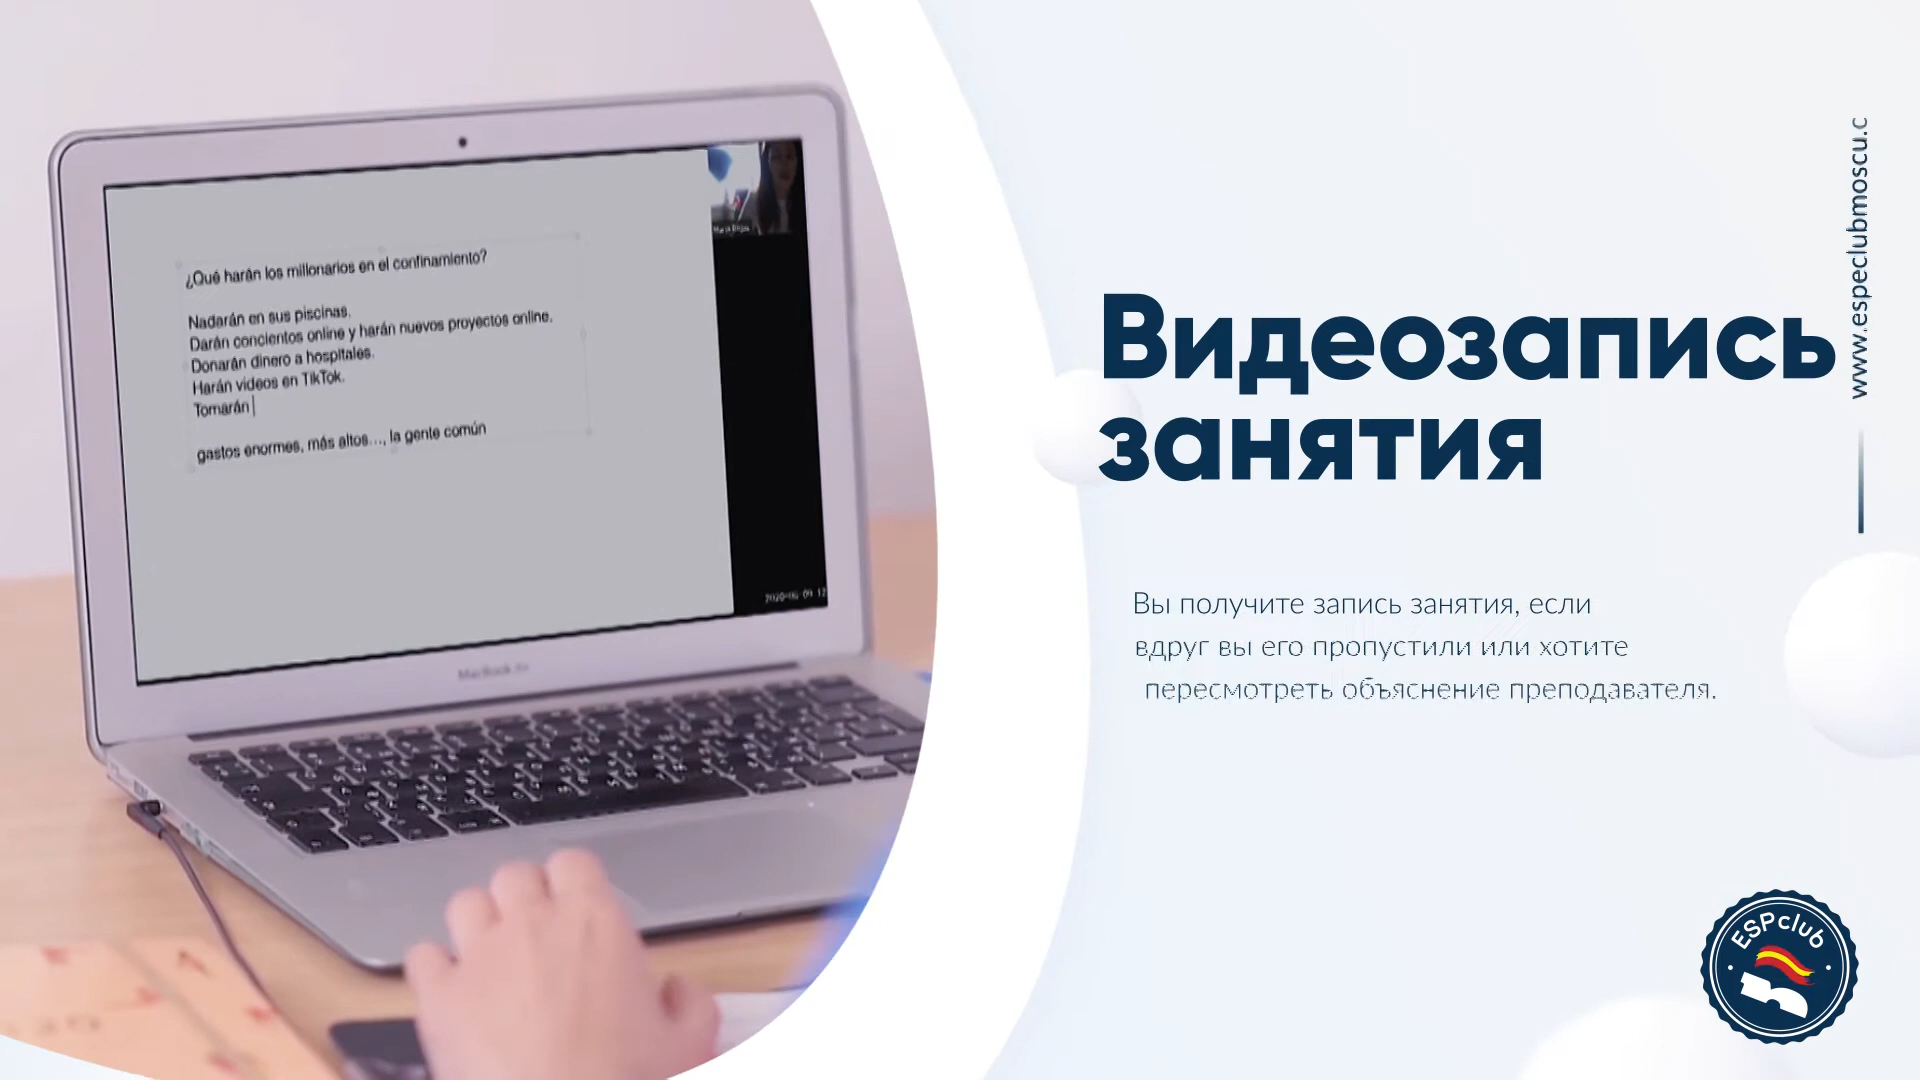 ¿Qué harán los millonarios en el confinamiento?
Nadarán en sus piscinas.
Darán concientos online y harán nuevos proyectos online.
Donarán dinero a hospitales.
Harán videos en TikTok.
Tomarán
gastos enormes, más altos..., la gente común
MacBook Air
Видеозапись
занятия
Вы получите запись занятия, если
вдруг вы его пропустили или хотите
пересмотреть объяснение преподавателя.
www.especlubmoscu.c
ESPclub